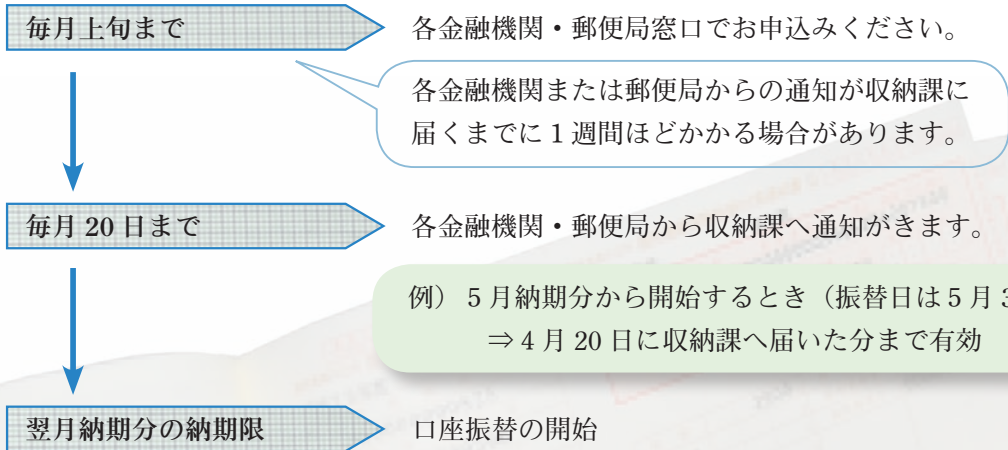 毎月上旬まで
各金融機関・郵便局窓口でお申込みください。
各金融機関または郵便局からの通知が収納課に
届くまでに１週間ほどかかる場合があります。
毎月 20 日まで
各金融機関・郵便局から収納課へ通知がきます。
例） ５月納期分から開始するとき（振替日は５月３
⇒４月 20 日に収納課へ届いた分まで有効
翌月納期分の納期限
口座振替の開始